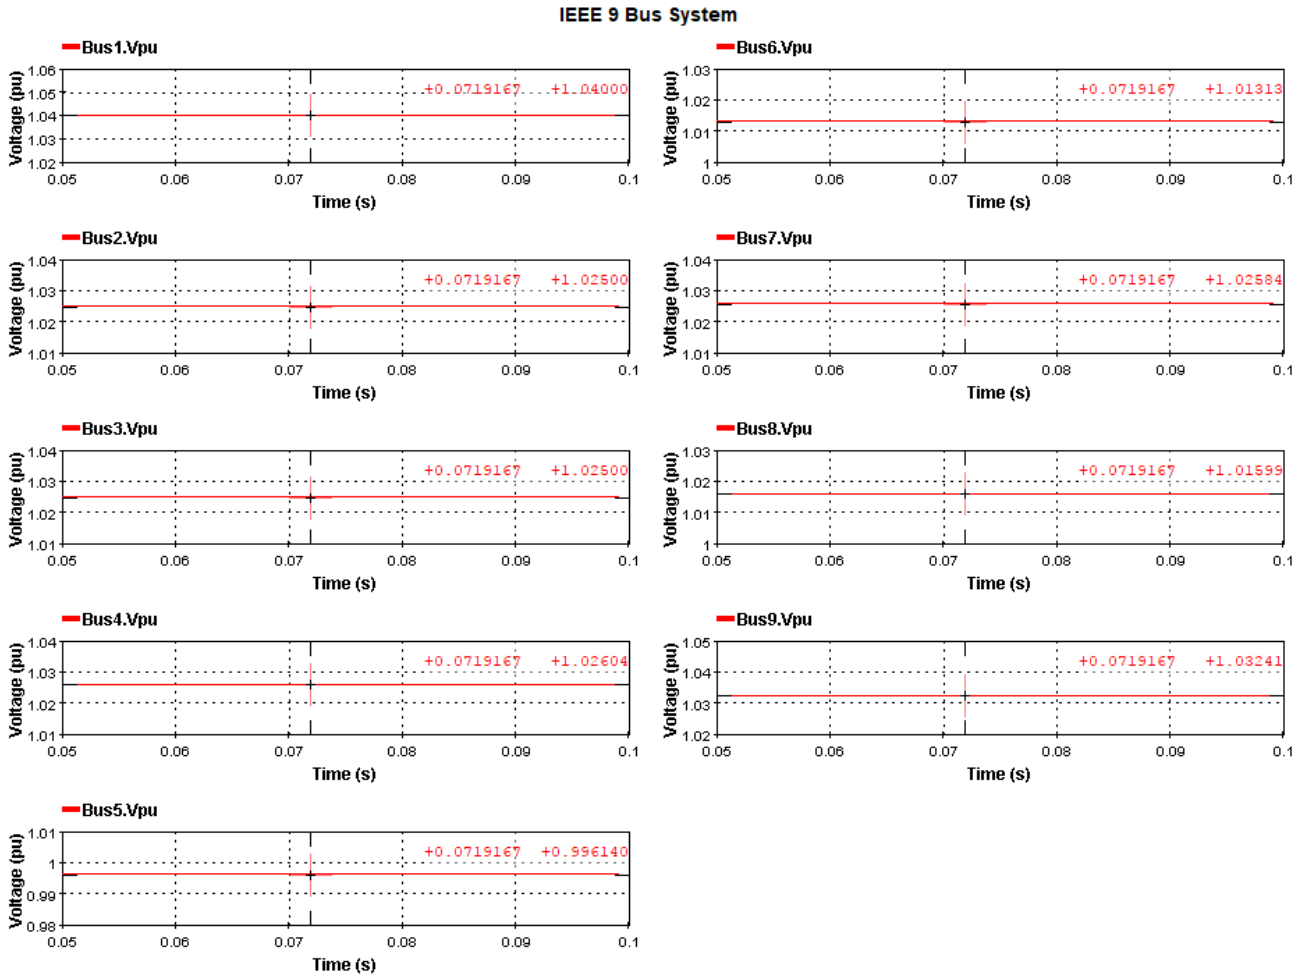 IEEE 9 Bus System
Bus1.Vpu
Voltage (pu)
1.06
1.05
1.04
1.03
1.02
+0.0719167 +1.04000
0.05 0.06 0.07 0.08 0.09 0.1
Time (s)
Bus2.Vpu
Voltage (pu)
1.04
1.03
1.02
1.01
+0.0719167 +1.02500
0.05 0.06 0.07 0.08 0.09 0.1
Time (s)
Bus3.Vpu
Voltage (pu)
1.04
1.03
1.02
1.01
+0.0719167 +1.02500
0.05 0.06 0.07 0.08 0.09 0.1
Time (s)
Bus4.Vpu
Voltage (pu)
1.04
1.03
1.02
1.01
+0.0719167 +1.02604
0.05 0.06 0.07 0.08 0.09 0.1
Time (s)
Bus5.Vpu
Voltage (pu)
1.01
1
0.99
0.98
+0.0719167 +0.996140
0.05 0.06 0.07 0.08 0.09 0.1
Time (s)
Bus6.Vpu
Voltage (pu)
1.03
1.02
1.01
1
+0.0719167 +1.01313
0.05 0.06 0.07 0.08 0.09 0.1
Time (s)
Bus7.Vpu
Voltage (pu)
1.04
1.03
1.02
1.01
+0.0719167 +1.02584
0.05 0.06 0.07 0.08 0.09 0.1
Time (s)
Bus8.Vpu
Voltage (pu)
1.03
1.02
1.01
1
+0.0719167 +1.01599
0.05 0.06 0.07 0.08 0.09 0.1
Time (s)
Bus9.Vpu
Voltage (pu)
1.05
1.04
1.03
1.02
+0.0719167 +1.03241
0.05 0.06 0.07 0.08 0.09 0.1
Time (s)